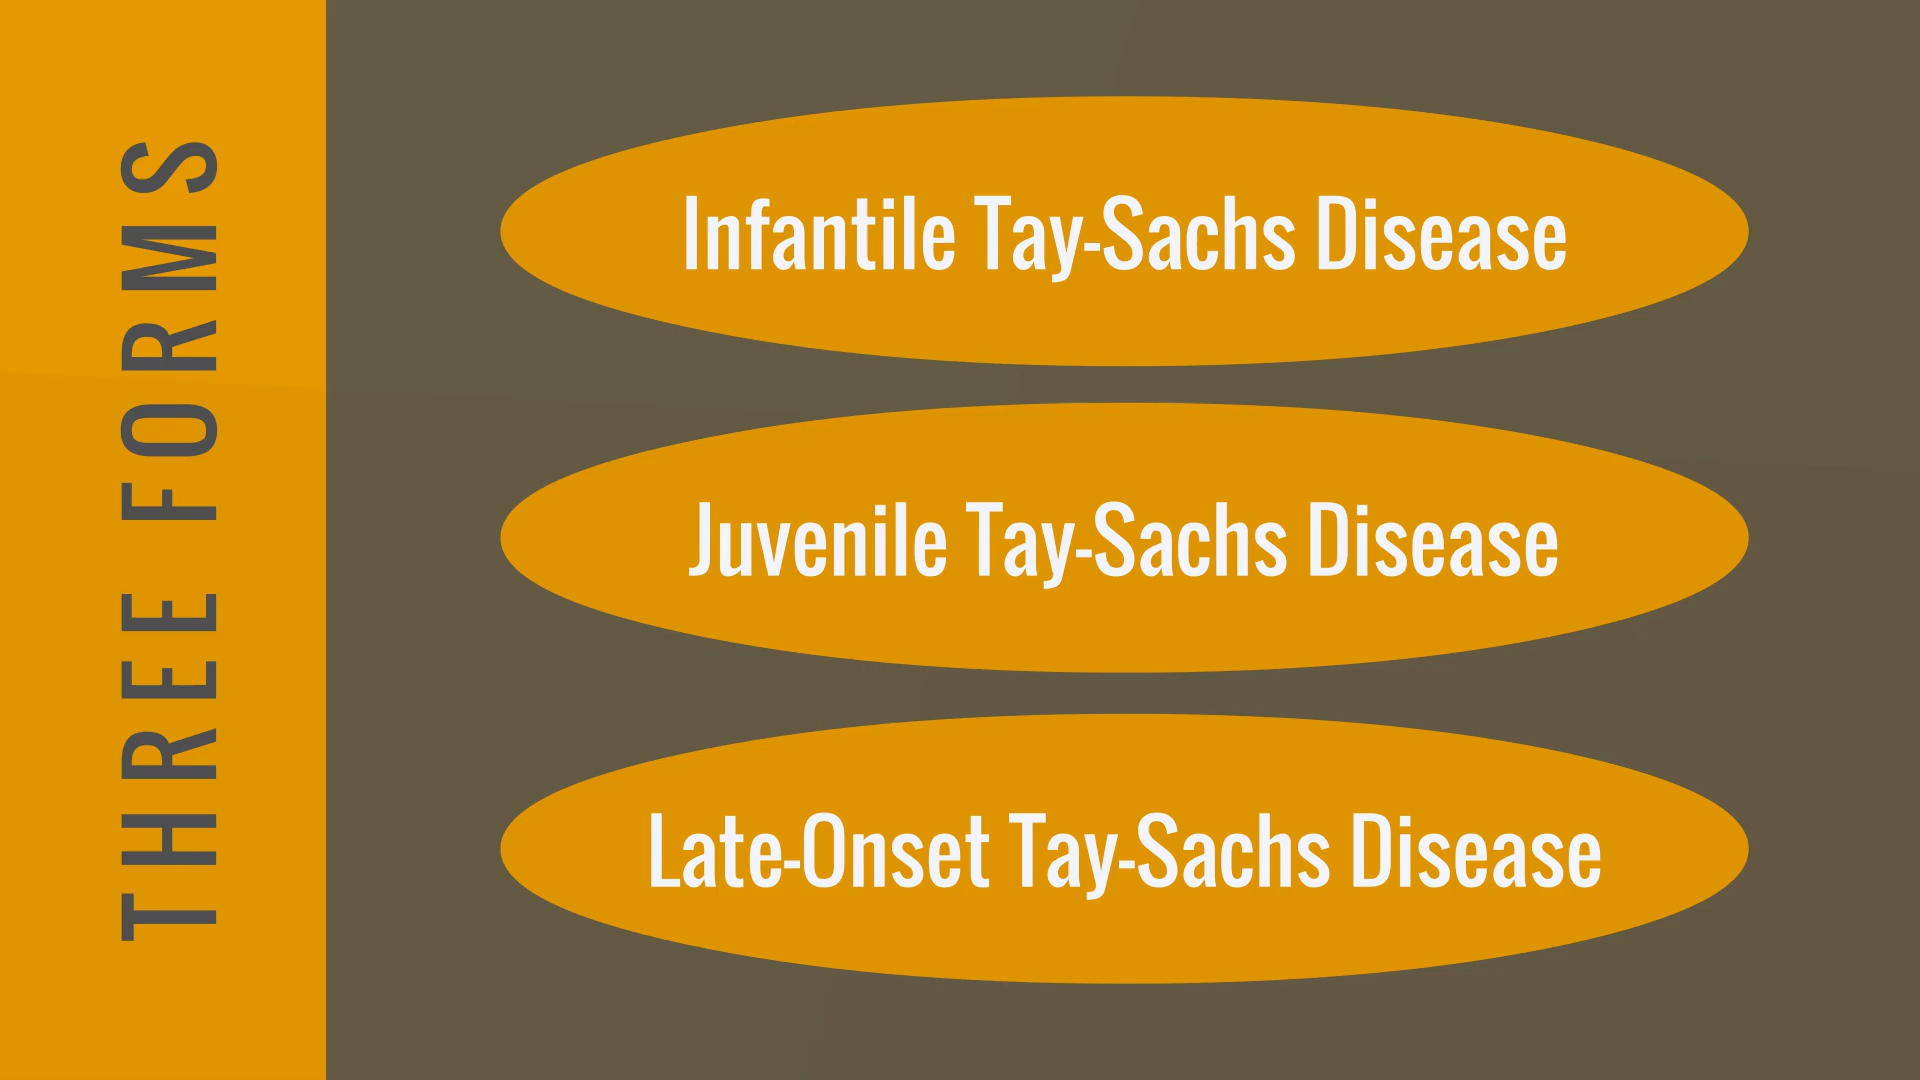 THREE FORMS
Infantile Tay-Sachs Disease
Juvenile Tay-Sachs Disease
Late-Onset Tay-Sachs Disease